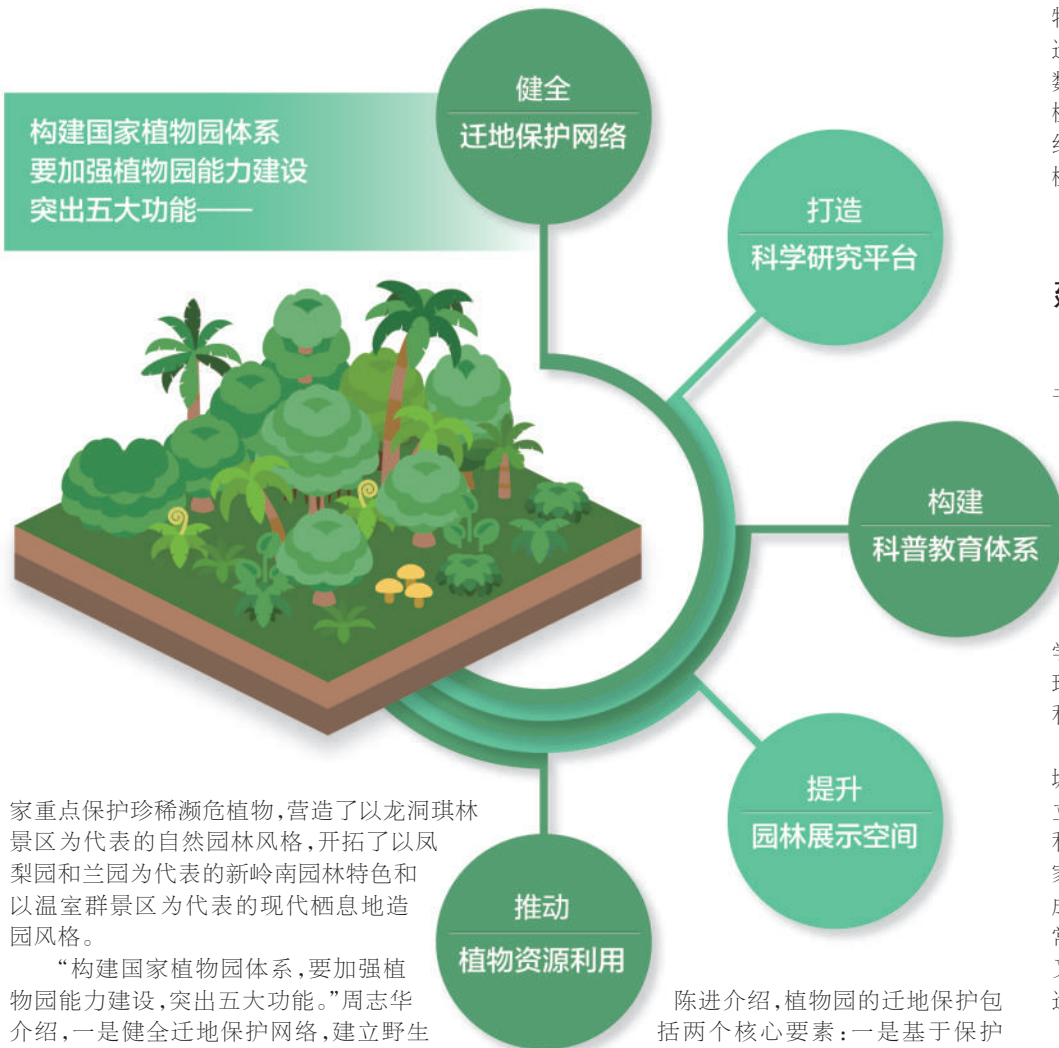 构建国家植物园体系
要加强植物园能力建设
突出五大功能——
健全
迁地保护网络
打造
科学研究平台
构建
科普教育体系
提升
园林展示空间
推动
植物资源利用
家重点保护珍稀濒危植物,营造了以龙洞琪林
景区为代表的自然园林风格,开拓了以凤
梨园和兰园为代表的新岭南园林特色和
以温室群景区为代表的现代栖息地造
园风格。
“构建国家植物园体系,要加强植
物园能力建设,突出五大功能。”周志华
介绍,一是健全迁地保护网络,建立野生
陈进介绍,植物园的迁地保护包
括两个核心要素:一是基于保护